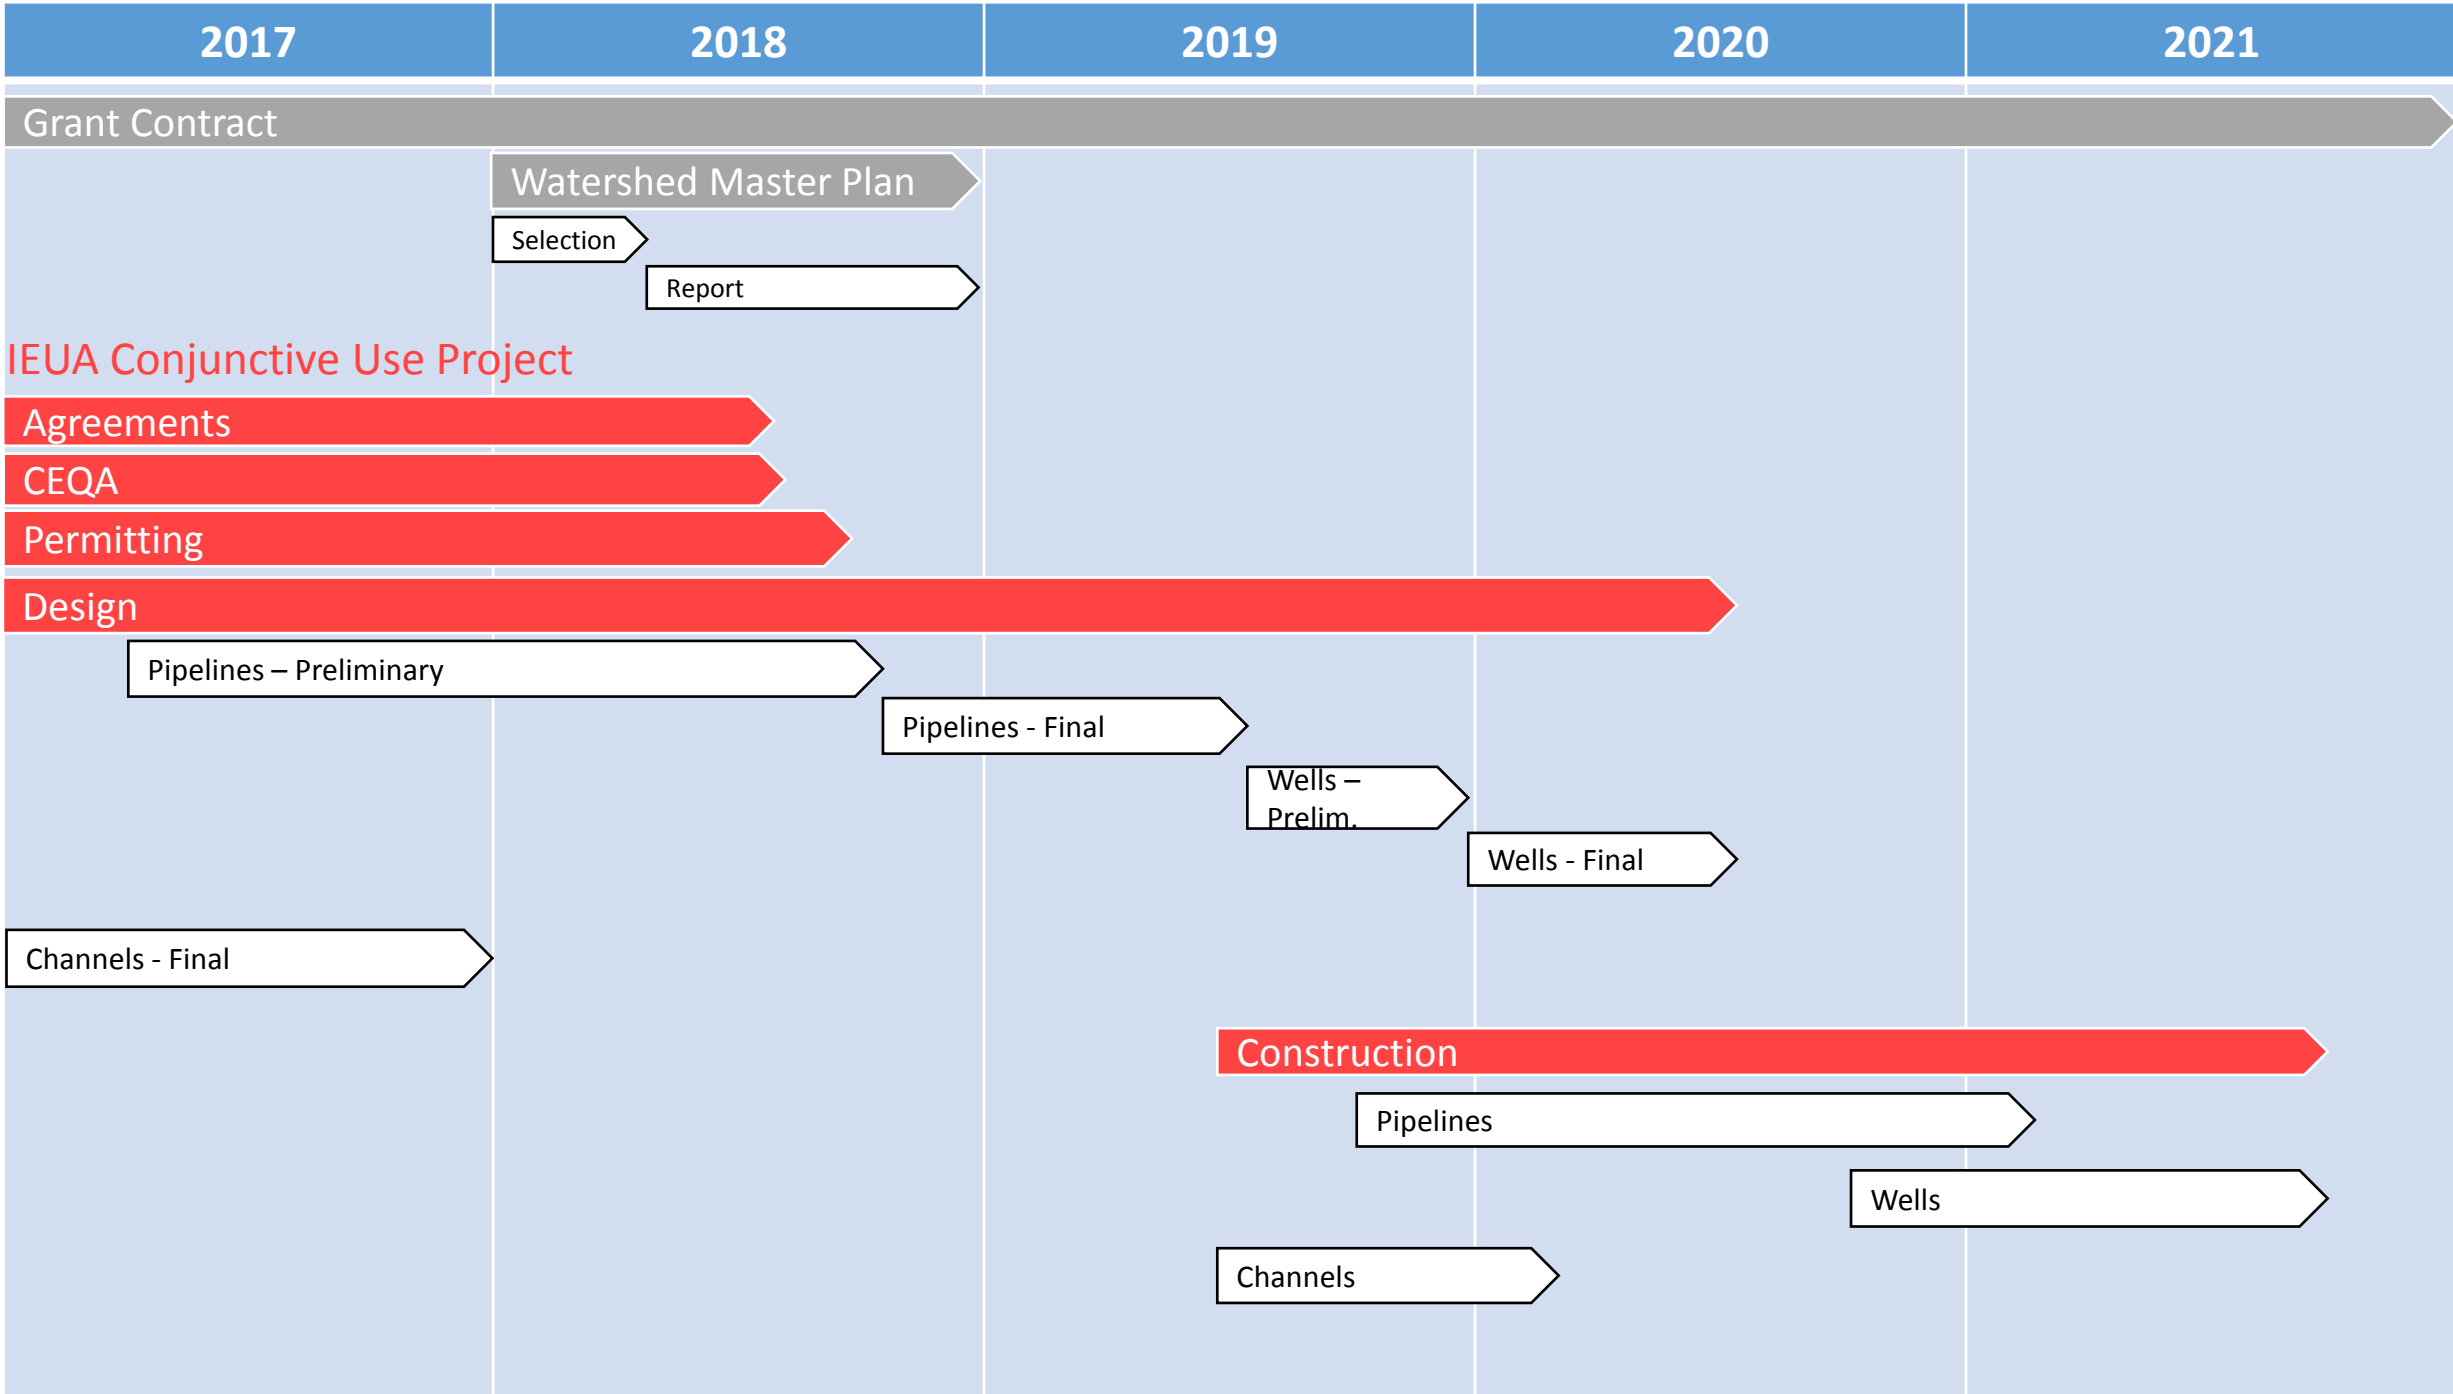 2017 2018 2019 2020 2021
Grant Contract
Watershed Master Plan
Selection
Report
IEUA Conjunctive Use Project
Agreements
CEQA
Permitting
Design
Pipelines – Preliminary
Pipelines - Final
Wells –
Prelim.
Wells - Final
Channels - Final
Construction
Pipelines
Wells
Channels